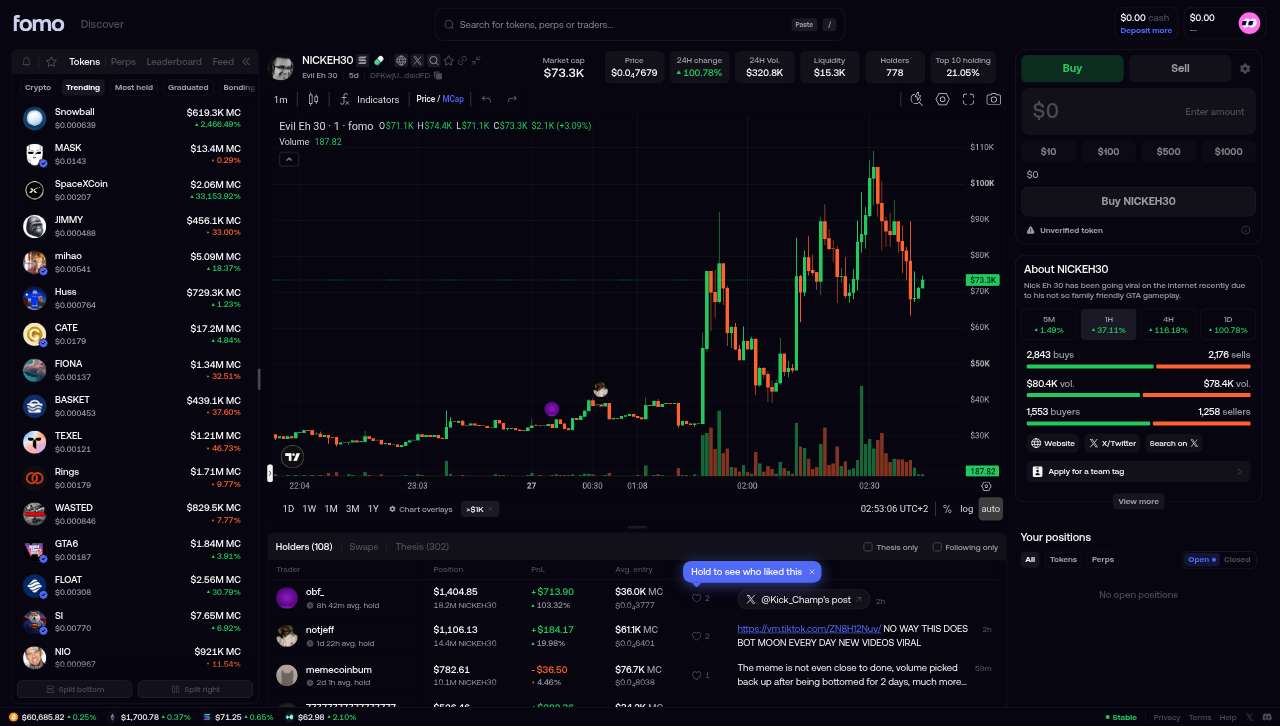 fomo Discover
Search for tokens, perps or traders... Paste /
$0.00 cash
Deposit more
$0.00
—
Tokens Perps Leaderboard Feed
Crypto Trending Most held Graduated Bonding
Snowball $619.3K MC
$0.000639 2,466.49%
MASK $13.4M MC
$0.0143 0.29%
SpaceXCoin $2.06M MC
$0.00207 33,153.92%
JIMMY $456.1K MC
$0.000488 33.00%
mihao $5.09M MC
$0.00541 18.37%
Huss $729.3K MC
$0.000764 1.23%
CATE $17.2M MC
$0.0179 4.84%
FIONA $1.34M MC
$0.00137 32.51%
BASKET $439.1K MC
$0.000453 37.60%
TEXEL $1.21M MC
$0.00121 46.73%
Rings $1.71M MC
$0.00179 9.77%
WASTED $829.5K MC
$0.000846 7.77%
GTA6 $1.84M MC
$0.00187 3.91%
FLOAT $2.56M MC
$0.00308 30.79%
SI $7.65M MC
$0.00770 6.92%
NIO $921K MC
$0.000967 11.54%
Split bottom Split right
NICKEH30
Evil Eh 30 5d
Market cap
$73.3K
Price
$0.0₄7679
24H change
100.78%
24H Vol.
$320.8K
Liquidity
$15.3K
Holders
778
Top 10 holding
21.05%
1m Indicators Price / MCap
Evil Eh 30 · 1 · fomo O$71.1K H$74.4K L$71.1K C$73.3K $2.1K (+3.09%)
Volume 187.82
$110K
$100K
$90K
$80K
$73.3K
$70K
$60K
$50K
$40K
$30K
187.82
22:04 23:03 27 00:30 01:08 02:00 02:30
1D 1W 1M 3M 1Y Chart overlays >$1K
02:53:06 UTC+2 % log auto
Holders (108) Swaps Thesis (302)
Thesis only Following only
Trader Position PnL Avg. entry
Hold to see who liked this ×
obf_ $1,404.85 +$713.90 $36.0K MC
8h 42m avg. hold 18.2M NICKEH30 103.32% $0.0₄3777
2 @Kick_Champ's post 2h
notjeff $1,106.13 +$184.17 $61.1K MC
1d 22h avg. hold 14.4M NICKEH30 19.98% $0.0₄6401
2 https://vm.tiktok.com/ZN8H12Nuv/ NO WAY THIS DOES 2h
BOT MOON EVERY DAY NEW VIDEOS VIRAL
memecoinbum $782.61 -$36.50 $76.7K MC
2d 1h avg. hold 10.1M NICKEH30 4.46% $0.0₄8038
1 The meme is not even close to done, volume picked 59m
back up after being bottomed for 2 days, much more...
Buy Sell
$0 Enter amount
$10 $100 $500 $1000
$0
Buy NICKEH30
Unverified token
About NICKEH30
Nick Eh 30 has been going viral on the internet recently due
to his not so family friendly GTA gameplay.
5M 1H 4H 1D
1.49% 37.11% 116.18% 100.78%
2,843 buys 2,176 sells
$80.4K vol. $78.4K vol.
1,553 buyers 1,258 sellers
Website X/Twitter Search on X
Apply for a team tag
View more
Your positions
All Tokens Perps Open Closed
No open positions
$60,685.82 0.25% $1,700.78 0.37% $71.25 0.65% $62.98 2.10%
Stable Privacy Terms Help